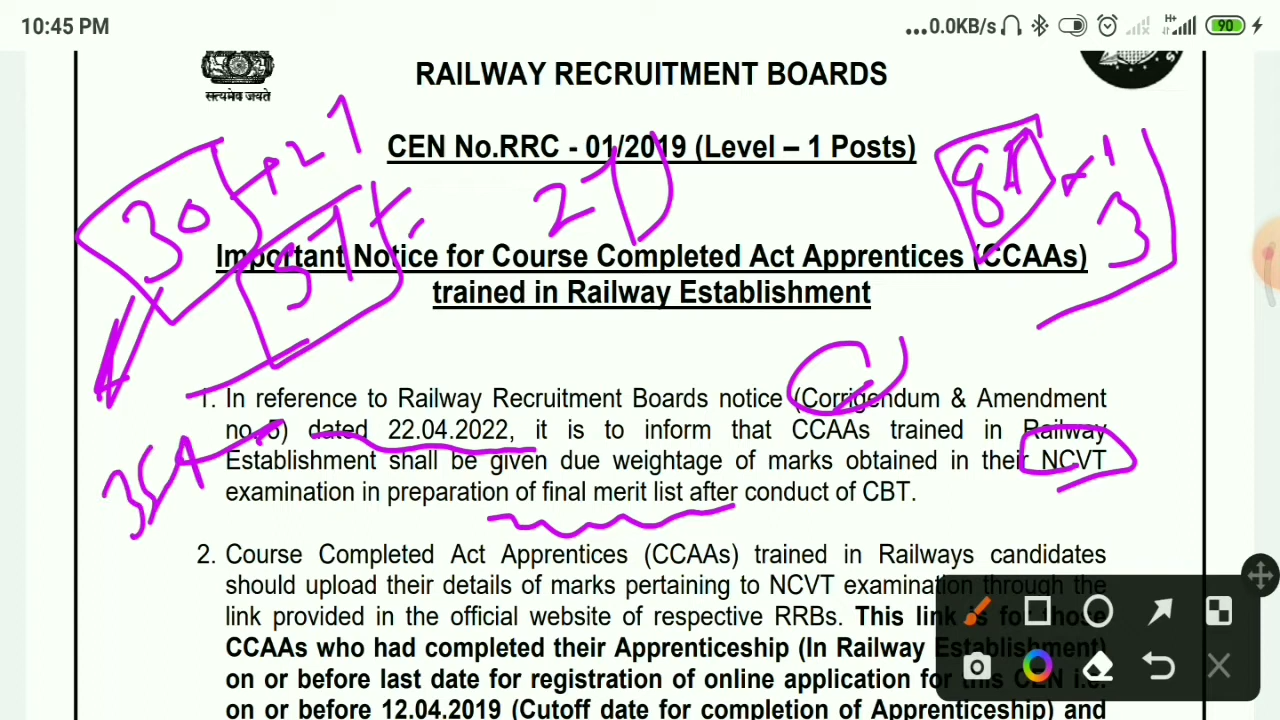 10:45 PM ...0.0KB/s H+ 90
सत्यमेव जयते
RAILWAY RECRUITMENT BOARDS
CEN No.RRC - 01/2019 (Level – 1 Posts)
30 +27
57
27
81
3
Important Notice for Course Completed Act Apprentices (CCAAs)
trained in Railway Establishment
1. In reference to Railway Recruitment Boards notice (Corrigendum & Amendment
no. 5) dated 22.04.2022, it is to inform that CCAAs trained in Railway
Establishment shall be given due weightage of marks obtained in their NCVT
examination in preparation of final merit list after conduct of CBT.
354
2. Course Completed Act Apprentices (CCAAs) trained in Railways candidates
should upload their details of marks pertaining to NCVT examination through the
link provided in the official website of respective RRBs. This link is for those
CCAAs who had completed their Apprenticeship (In Railway Establishment)
on or before last date for registration of online application for this CEN i.e.
on or before 12.04.2019 (Cutoff date for completion of Apprenticeship) and